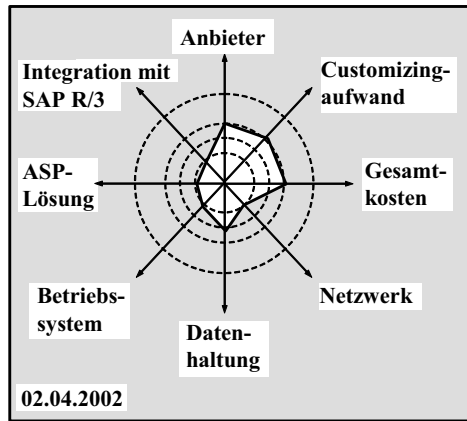 Anbieter
Integration mit
SAP R/3
Customizing-
aufwand
ASP-
Lösung
Gesamt-
kosten
Betriebs-
system
Netzwerk
Daten-
haltung
02.04.2002